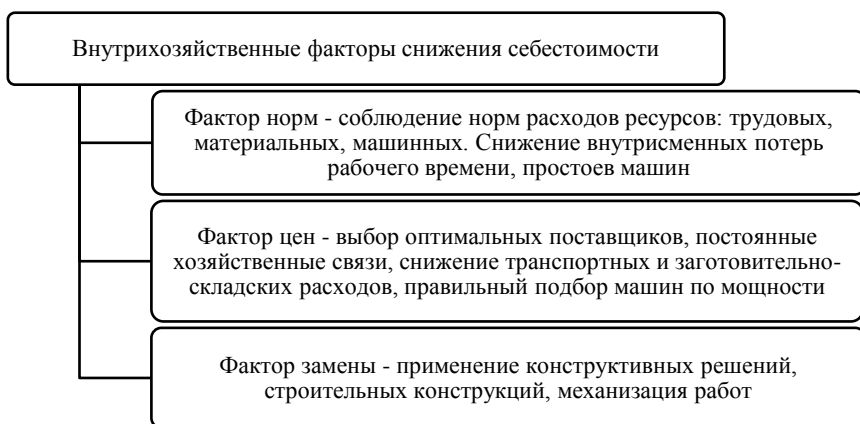 Внутрихозяйственные факторы снижения себестоимости
Фактор норм - соблюдение норм расходов ресурсов: трудовых,
материальных, машинных. Снижение внутрисменных потерь
рабочего времени, простоев машин
Фактор цен - выбор оптимальных поставщиков, постоянные
хозяйственные связи, снижение транспортных и заготовительно-
складских расходов, правильный подбор машин по мощности
Фактор замены - применение конструктивных решений,
строительных конструкций, механизация работ